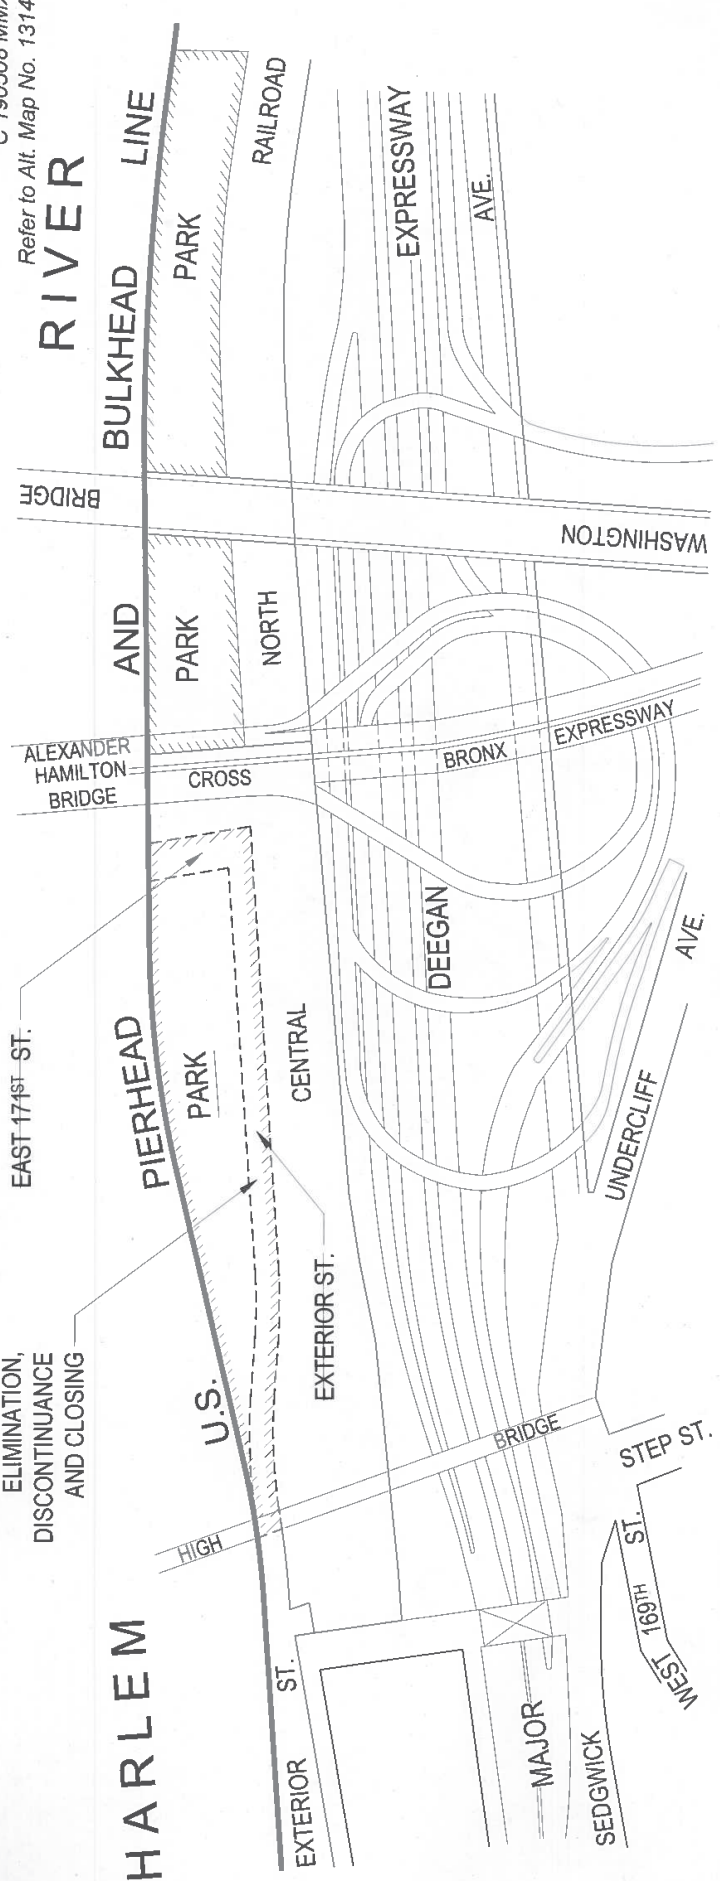 Refer to Alt. Map No. 1314
HARLEM
RIVER
U.S.
PIERHEAD
AND
BULKHEAD
LINE
ELIMINATION,
DISCONTINUANCE
AND CLOSING
EAST 171ST ST.
ALEXANDER
HAMILTON
BRIDGE
BRIDGE
WASHINGTON
PARK
PARK
PARK
EXTERIOR ST.
EXTERIOR
ST.
CENTRAL
NORTH
RAILROAD
CROSS
BRONX
EXPRESSWAY
HIGH
BRIDGE
MAJOR
DEEGAN
EXPRESSWAY
SEDGWICK
AVE.
UNDERCLIFF
AVE.
STEP ST.
WEST 169TH ST.